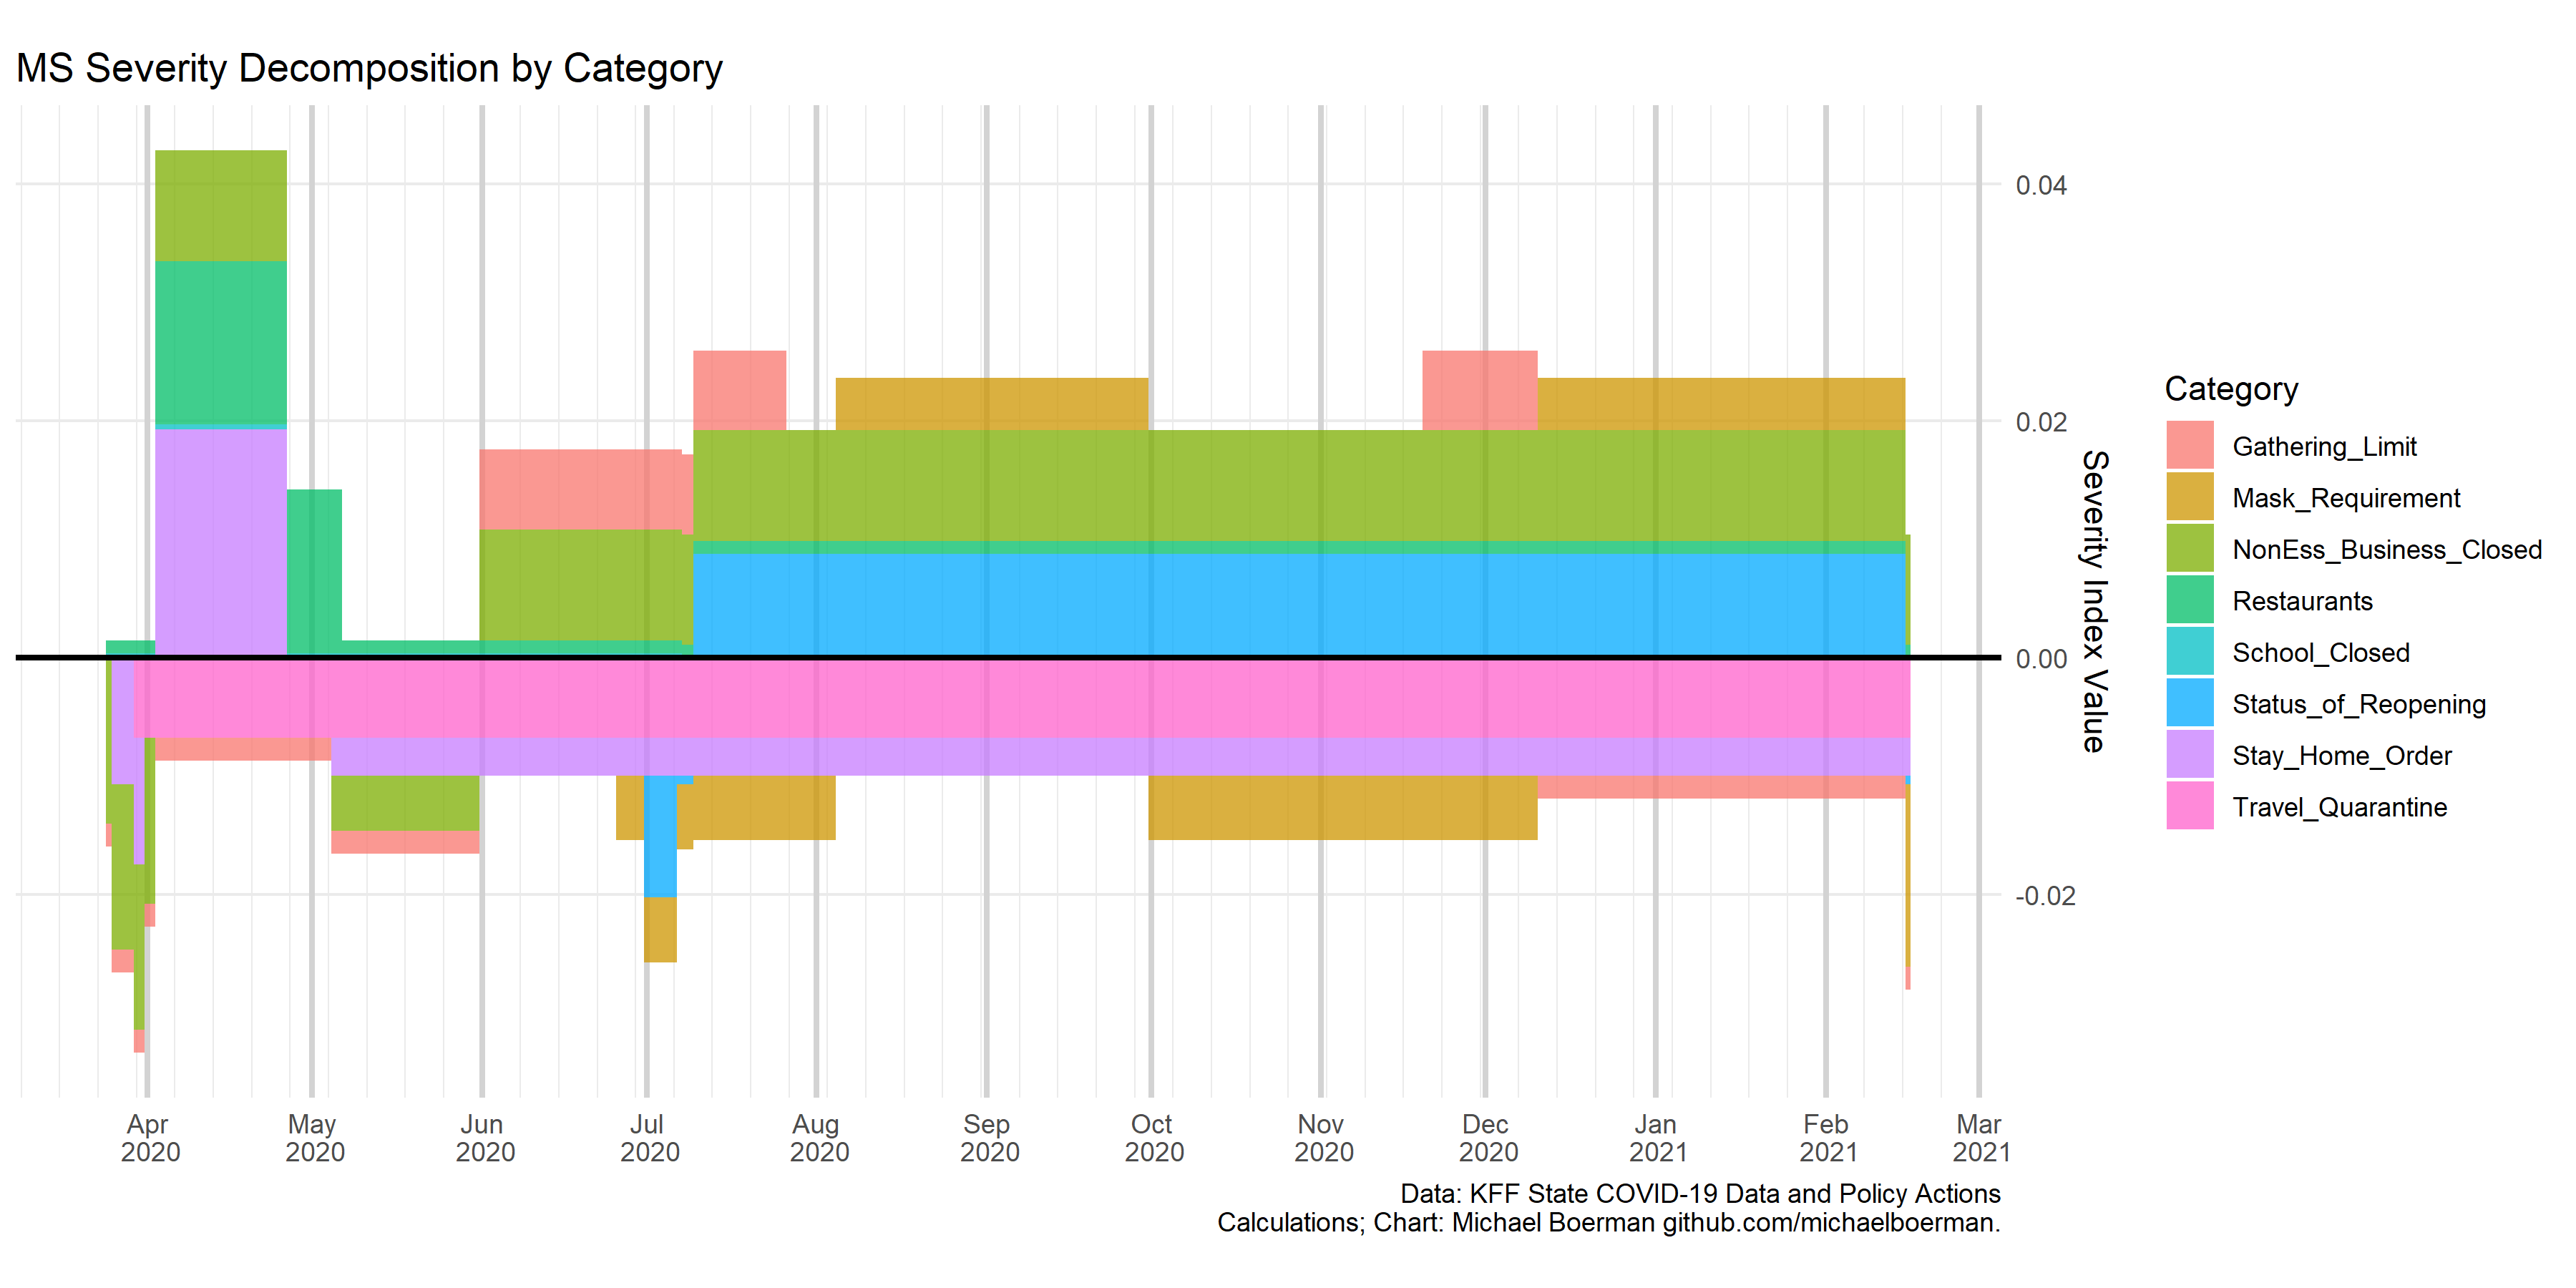 MS Severity Decomposition by Category
0.04
0.02
0.00
-0.02
Severity Index Value
Apr
2020
May
2020
Jun
2020
Jul
2020
Aug
2020
Sep
2020
Oct
2020
Nov
2020
Dec
2020
Jan
2021
Feb
2021
Mar
2021
Category
Gathering_Limit
Mask_Requirement
NonEss_Business_Closed
Restaurants
School_Closed
Status_of_Reopening
Stay_Home_Order
Travel_Quarantine
Data: KFF State COVID-19 Data and Policy Actions
Calculations; Chart: Michael Boerman github.com/michaelboerman.